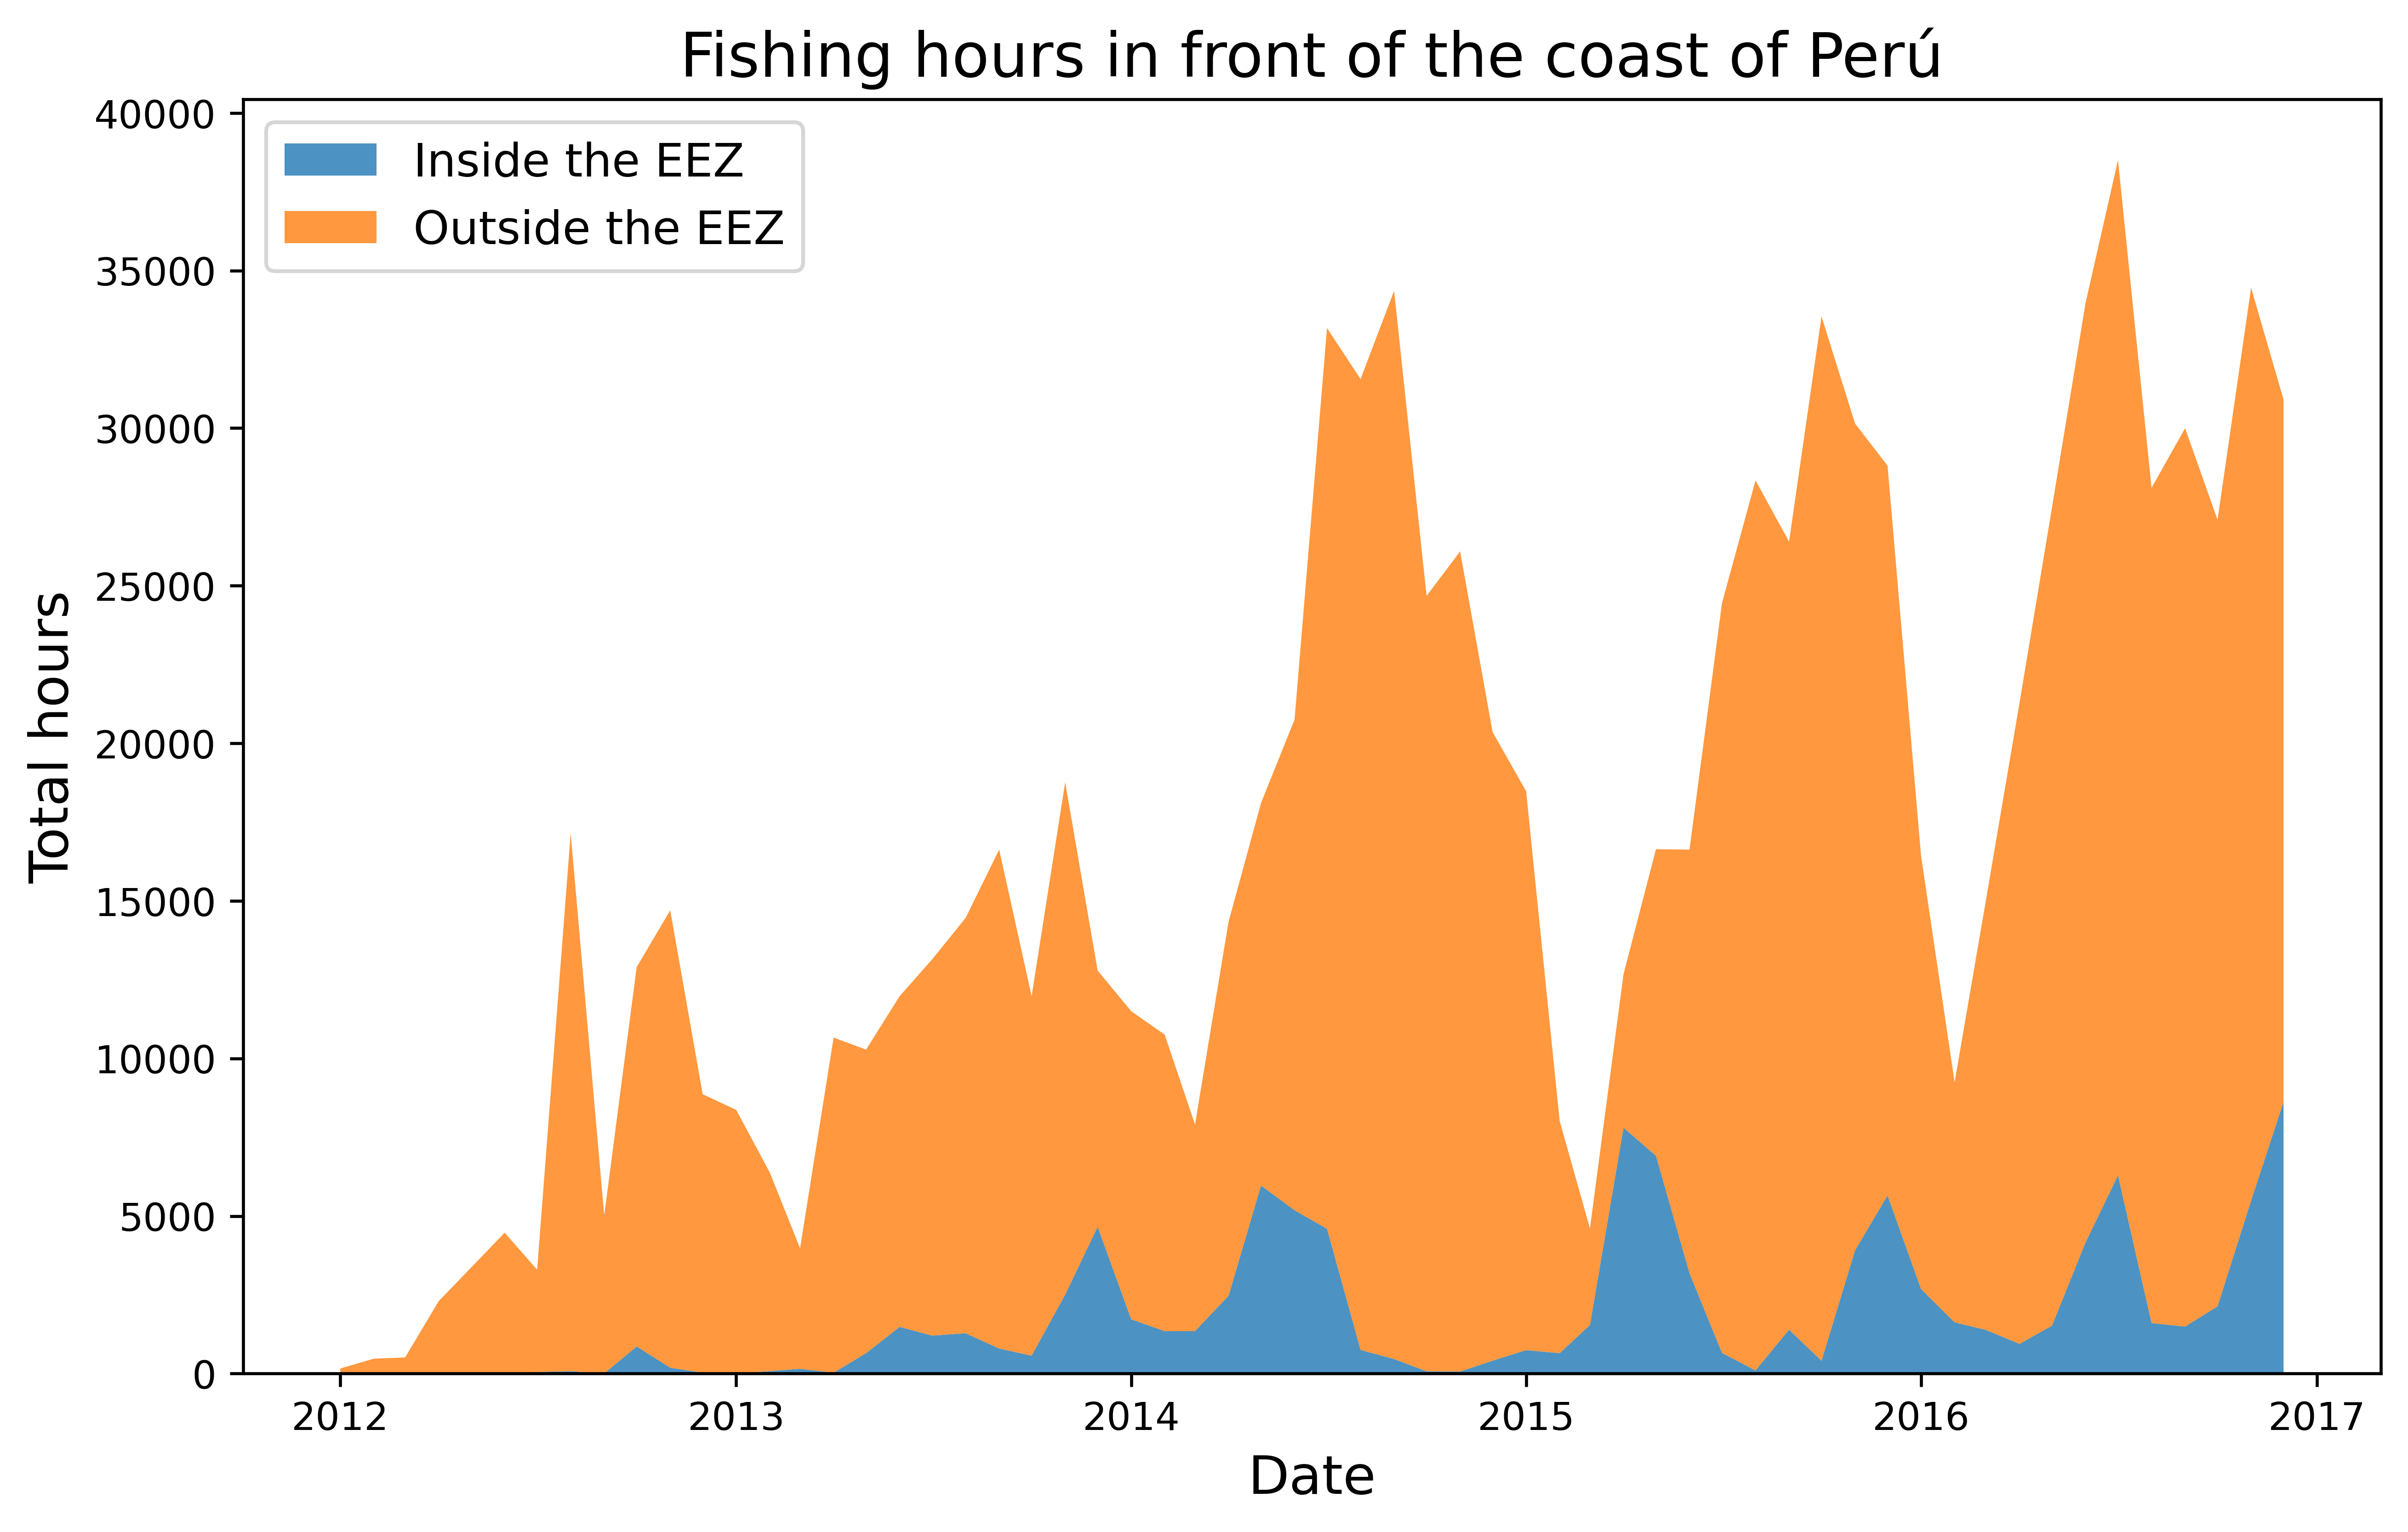 Fishing hours in front of the coast of Perú
40000
35000
30000
25000
20000
15000
10000
5000
0
Total hours
Inside the EEZ
Outside the EEZ
2012 2013 2014 2015 2016 2017
Date